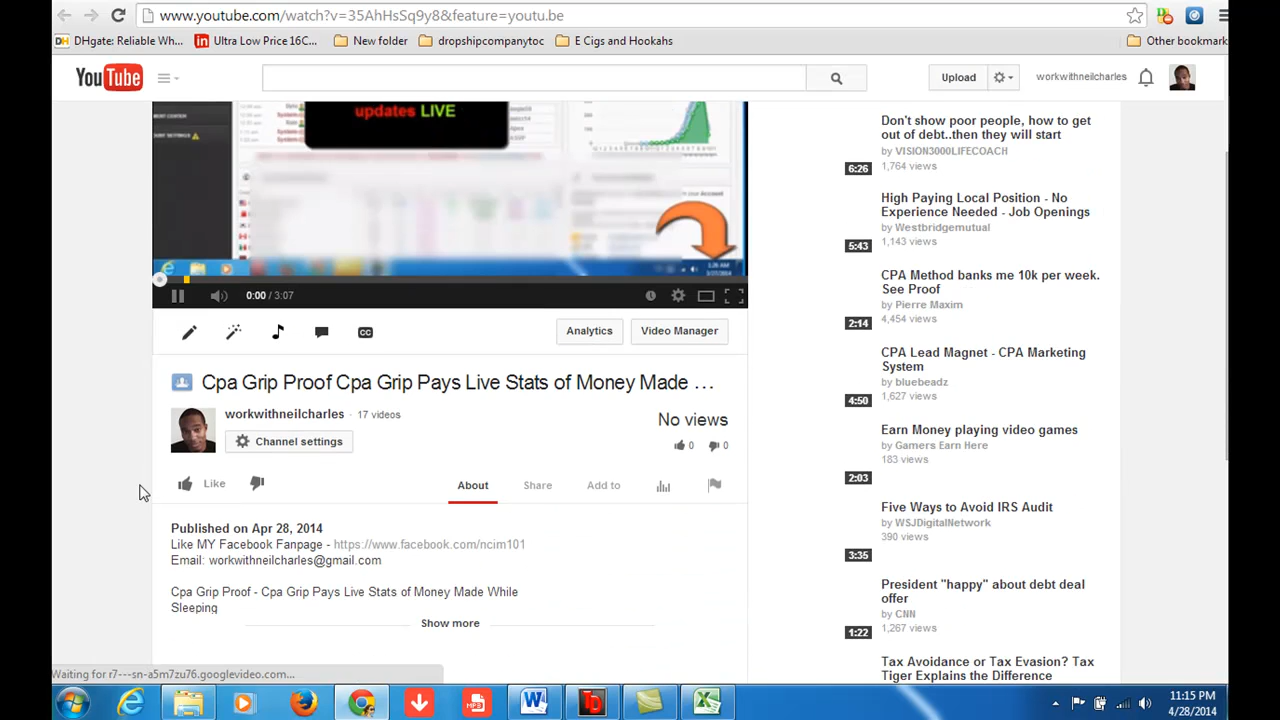 www.youtube.com/watch?v=35AhHsSq9y8&feature=youtu.be
DHgate: Reliable Wh...
Ultra Low Price 16C...
New folder
dropshipcompanytoc
E Cigs and Hookahs
Other bookmark
YouTube
Upload
workwithneilcharles
updates LIVE
0:00 / 3:07
Analytics
Video Manager
Cpa Grip Proof Cpa Grip Pays Live Stats of Money Made ...
workwithneilcharles · 17 videos
Channel settings
No views
0 0
Like
About
Share
Add to
Published on Apr 28, 2014
Like MY Facebook Fanpage - https://www.facebook.com/ncim101
Email: workwithneilcharles@gmail.com
Cpa Grip Proof - Cpa Grip Pays Live Stats of Money Made While
Sleeping
Show more
Don't show poor people, how to get
out of debt..then they will start
by VISION3000LIFECOACH
1,764 views
6:26
High Paying Local Position - No
Experience Needed - Job Openings
by Westbridgemutual
1,143 views
5:43
CPA Method banks me 10k per week.
See Proof
by Pierre Maxim
4,454 views
2:14
CPA Lead Magnet - CPA Marketing
System
by bluebeadz
1,627 views
4:50
Earn Money playing video games
by Gamers Earn Here
183 views
2:03
Five Ways to Avoid IRS Audit
by WSJDigitalNetwork
390 views
3:35
President "happy" about debt deal
offer
by CNN
1,267 views
1:22
Tax Avoidance or Tax Evasion? Tax
Tiger Explains the Difference
Waiting for r7---sn-a5m7zu76.googlevideo.com...
11:15 PM
4/28/2014